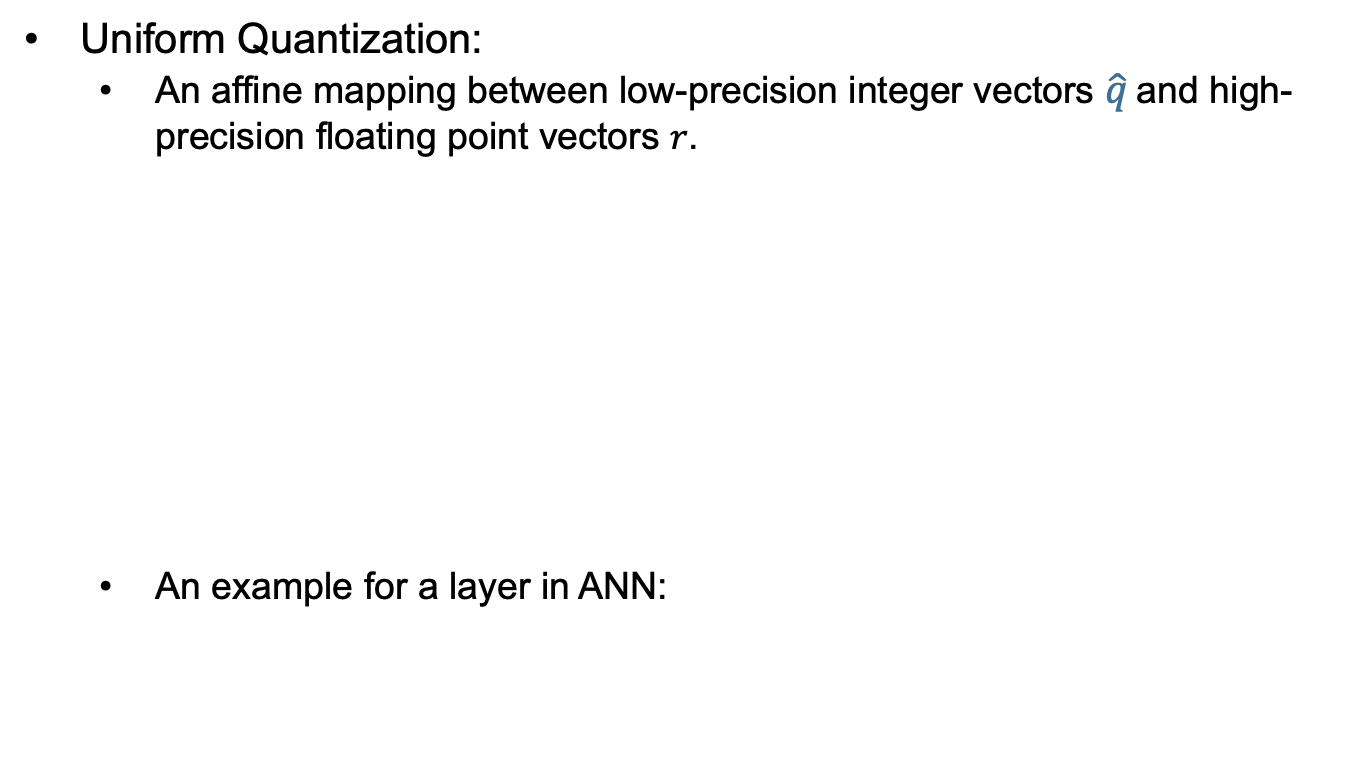 • Uniform Quantization:
• An affine mapping between low-precision integer vectors q̂ and high-
precision floating point vectors r.
• An example for a layer in ANN: